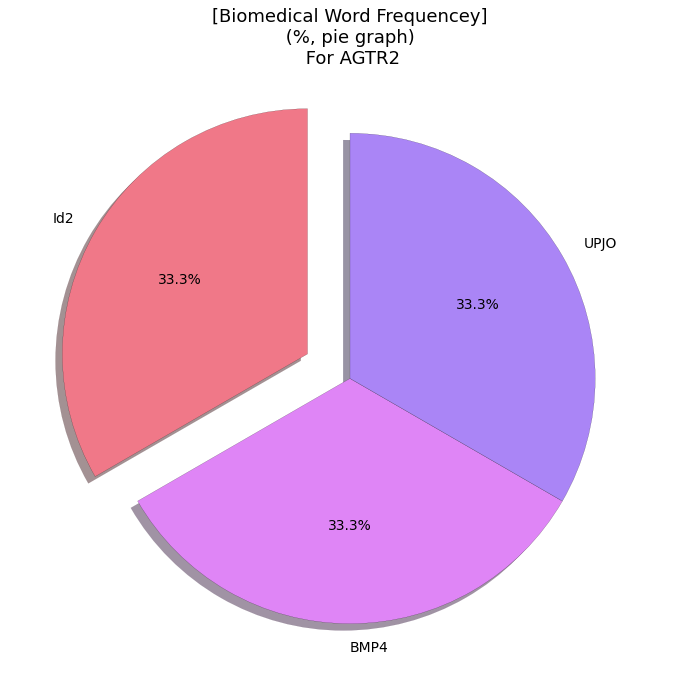 [Biomedical Word Frequencey]
(%, pie graph)
For AGTR2
Id2
33.3%
UPJO
33.3%
33.3%
BMP4